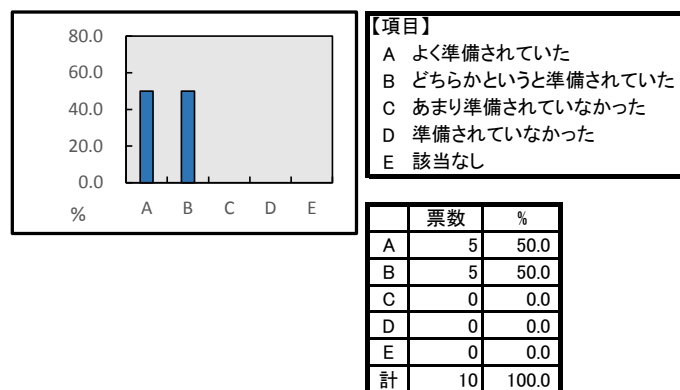 80.0
60.0
40.0
20.0
0.0
% A B C D E
【項目】
A よく準備されていた
B どちらかというと準備されていた
C あまり準備されていなかった
D 準備されていなかった
E 該当なし
票数 %
A 5 50.0
B 5 50.0
C 0 0.0
D 0 0.0
E 0 0.0
計 10 100.0